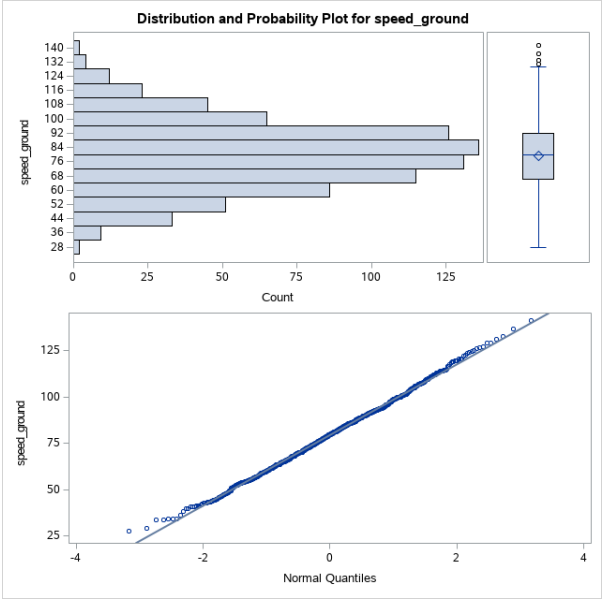 Distribution and Probability Plot for speed_ground
speed_ground
140
132
124
116
108
100
92
84
76
68
60
52
44
36
28
0 25 50 75 100 125
Count
speed_ground
125
100
75
50
25
-4 -2 0 2 4
Normal Quantiles